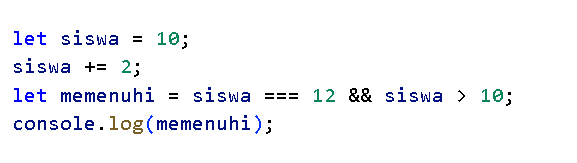 let siswa = 10;
siswa += 2;
let memenuhi = siswa === 12 && siswa > 10;
console.log(memenuhi);